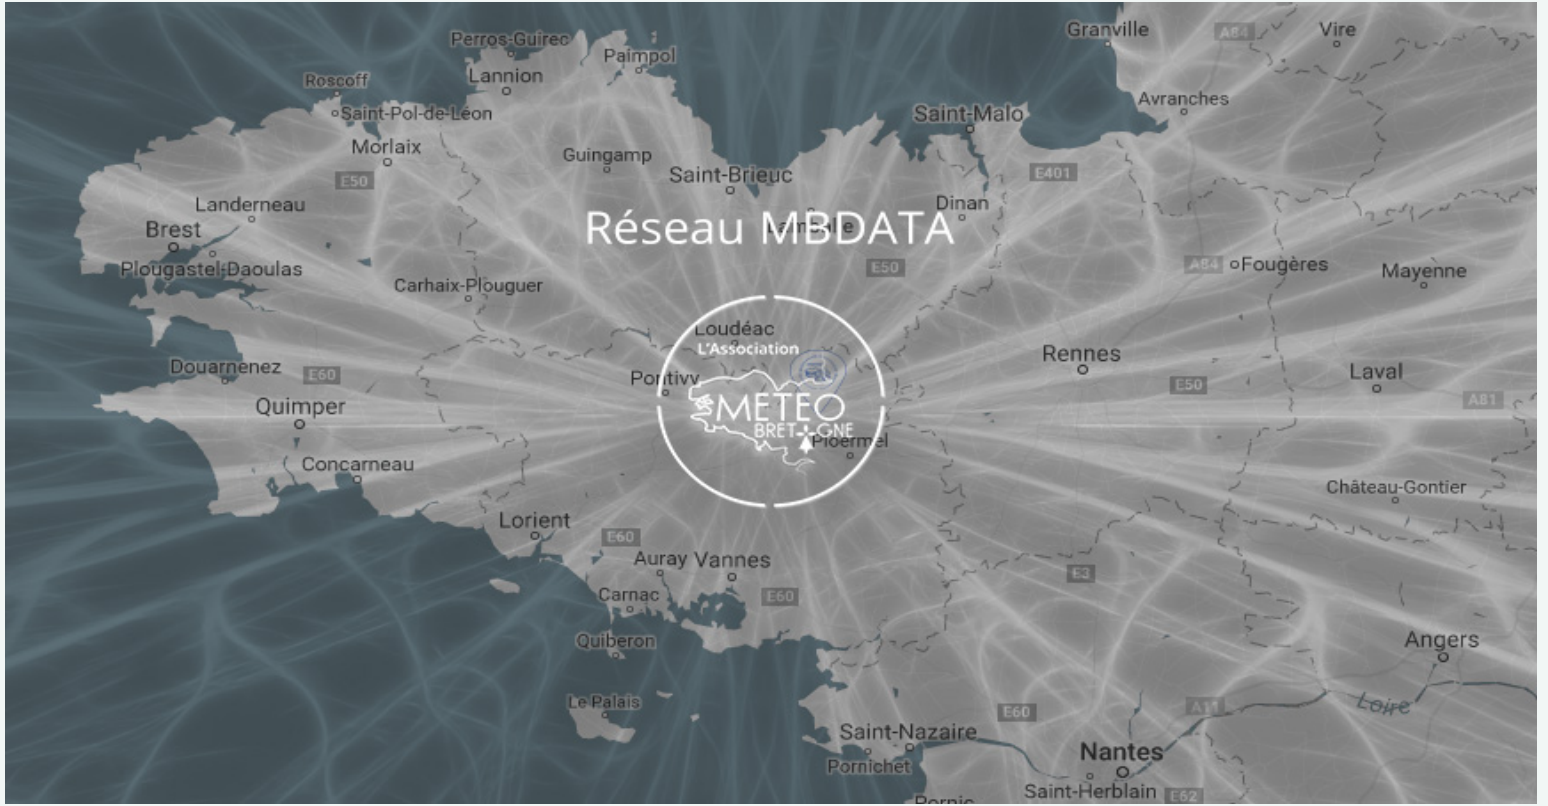 Granville
A84
Vire
Perros-Guirec
Paimpol
Lannion
Roscoff
Saint-Pol-de-Léon
Avranches
Saint-Malo
Morlaix
Guingamp
Saint-Brieuc
E50
E401
Landerneau
Dinan
Brest
Réseau MBDATA
Lamballe
Plougastel-Daoulas
E50
A84
Fougères
Mayenne
Carhaix-Plouguer
Loudéac
L'Association
Rennes
Douarnenez
E60
Pontivy
E50
Laval
A81
Quimper
METEO
BRETAGNE
Ploërmel
Concarneau
Château-Gontier
Lorient
E60
Auray
Vannes
E3
Carnac
E60
Quiberon
Angers
Le Palais
E60
A11
Loire
Saint-Nazaire
Nantes
Pornichet
Saint-Herblain
E62
Pornic